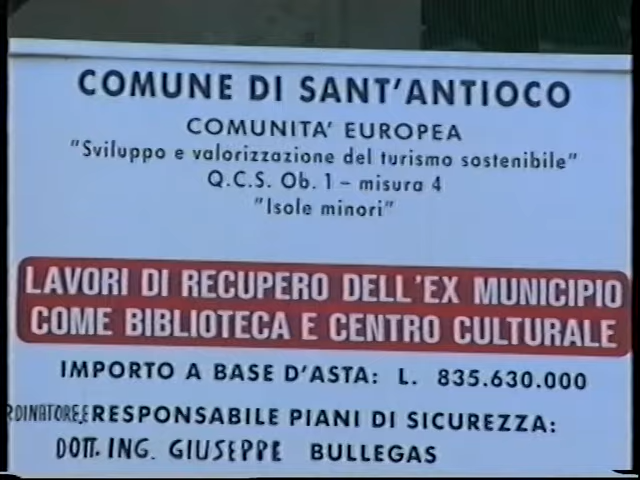 COMUNE DI SANT'ANTIOCO
COMUNITA' EUROPEA
"Sviluppo e valorizzazione del turismo sostenibile"
Q.C.S. Ob. 1 - misura 4
"Isole minori"
LAVORI DI RECUPERO DELL'EX MUNICIPIO
COME BIBLIOTECA E CENTRO CULTURALE
IMPORTO A BASE D'ASTA: L. 835.630.000
RESPONSABILE PIANI DI SICUREZZA:
DOTT. ING. GIUSEPPE BULLEGAS